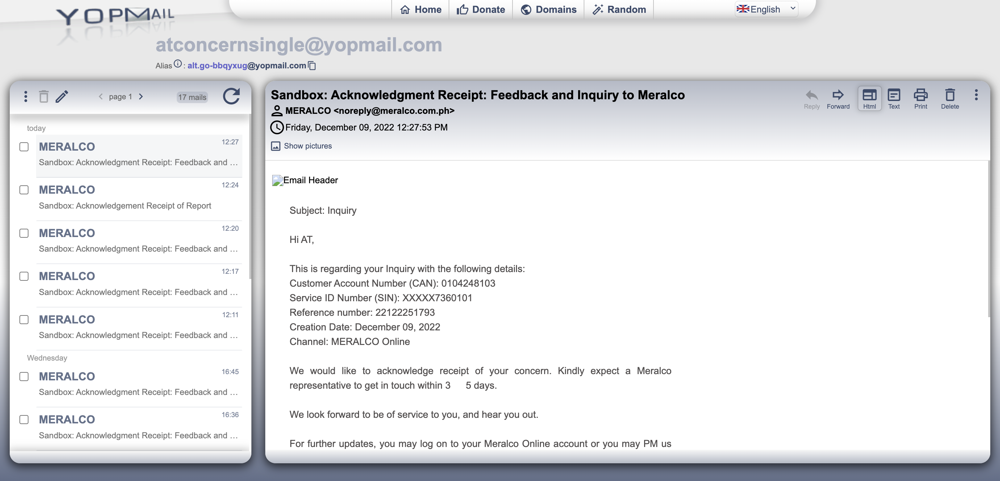 YOPMAIL
Home
Donate
Domains
Random
English
atconcernsingle@yopmail.com
Alias : alt.go-bbqyxug@yopmail.com
page 1
17 mails
today
MERALCO
12:27
Sandbox: Acknowledgment Receipt: Feedback and ...
MERALCO
12:24
Sandbox: Acknowledgement Receipt of Report
MERALCO
12:20
Sandbox: Acknowledgment Receipt: Feedback and ...
MERALCO
12:17
Sandbox: Acknowledgment Receipt: Feedback and ...
MERALCO
12:11
Sandbox: Acknowledgment Receipt: Feedback and ...
Wednesday
MERALCO
16:45
Sandbox: Acknowledgment Receipt: Feedback and ...
MERALCO
16:36
Sandbox: Acknowledgment Receipt: Feedback and ...
Sandbox: Acknowledgment Receipt: Feedback and Inquiry to Meralco
MERALCO <noreply@meralco.com.ph>
Friday, December 09, 2022 12:27:53 PM
Show pictures
Reply
Forward
Html
Text
Print
Delete
Email Header
Subject: Inquiry
Hi AT,
This is regarding your Inquiry with the following details:
Customer Account Number (CAN): 0104248103
Service ID Number (SIN): XXXXX7360101
Reference number: 22122251793
Creation Date: December 09, 2022
Channel: MERALCO Online
We would like to acknowledge receipt of your concern. Kindly expect a Meralco
representative to get in touch within 3 5 days.
We look forward to be of service to you, and hear you out.
For further updates, you may log on to your Meralco Online account or you may PM us